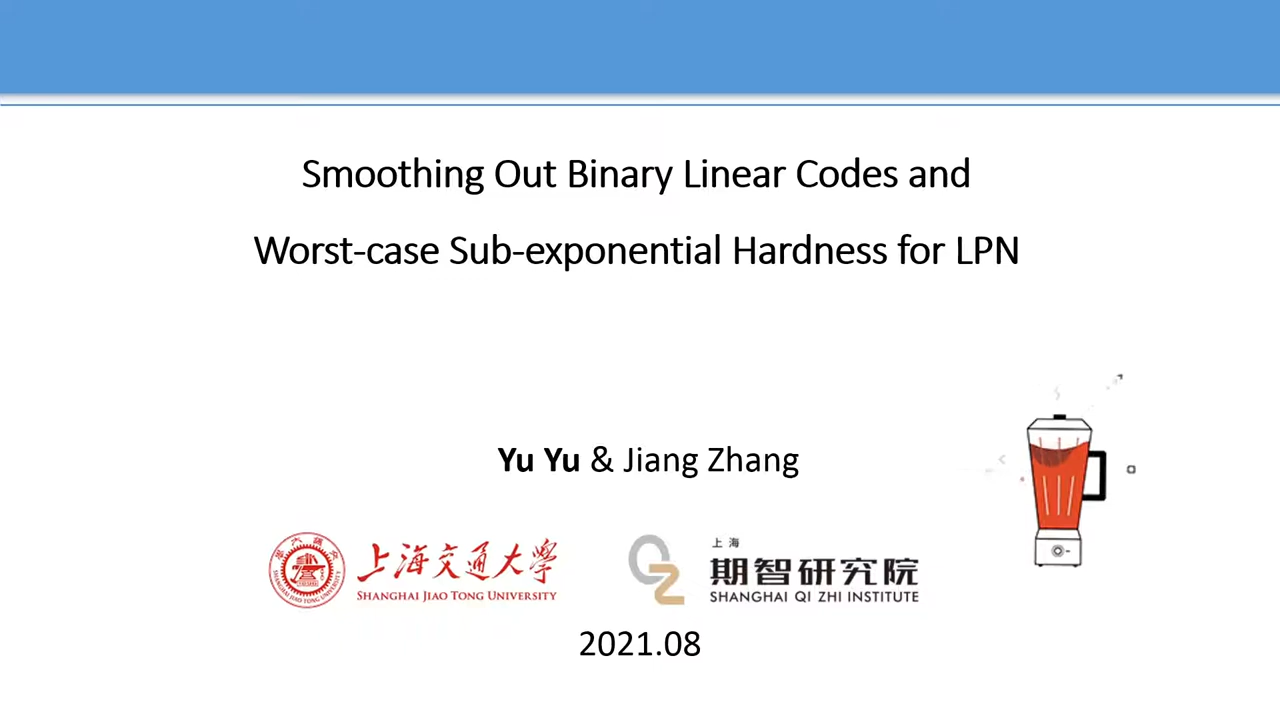 Smoothing Out Binary Linear Codes and
Worst-case Sub-exponential Hardness for LPN
Yu Yu & Jiang Zhang
上海交通大學
SHANGHAI JIAO TONG UNIVERSITY
上海
期智研究院
SHANGHAI QI ZHI INSTITUTE
2021.08